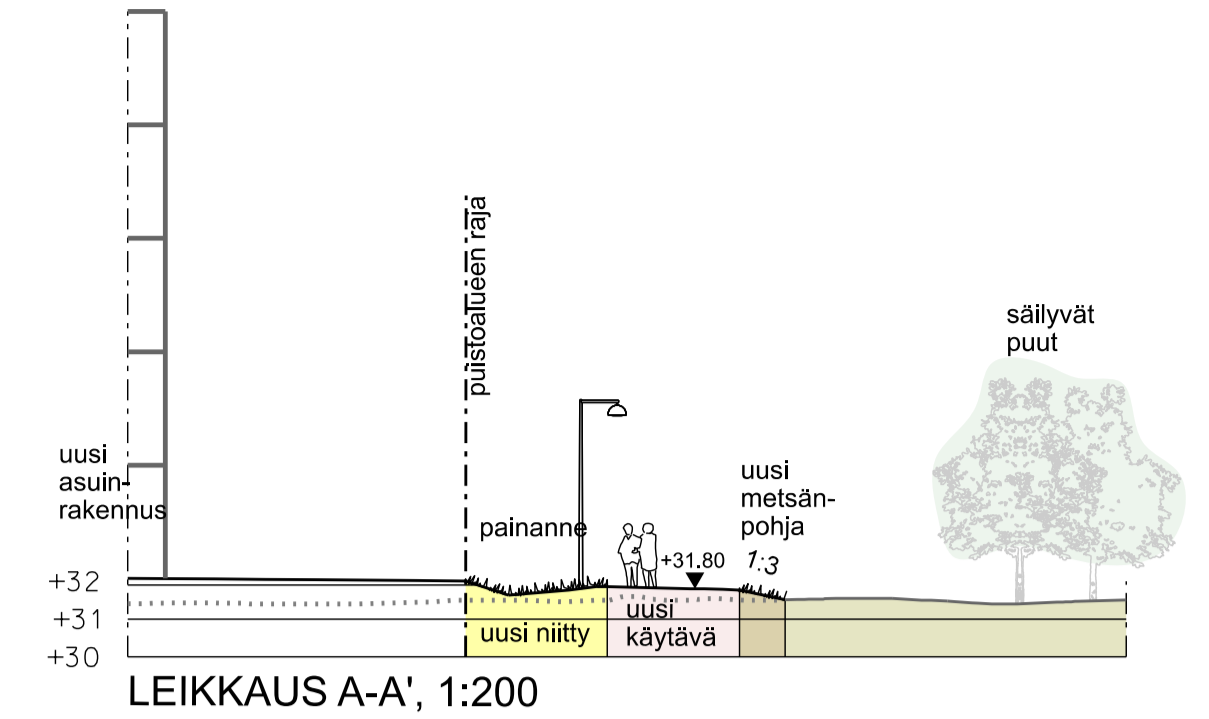 puistoalueen raja
säilyvät
puut
uusi
asuin-
rakennus
uusi
metsän-
pohja
painanne
+31.80
1:3
+32
+31
+30
uusi niitty
uusi
käytävä
LEIKKAUS A-A', 1:200